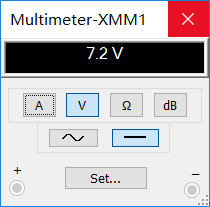 Multimeter-XMM1
7.2 V
A V Ω dB
+ Set... −